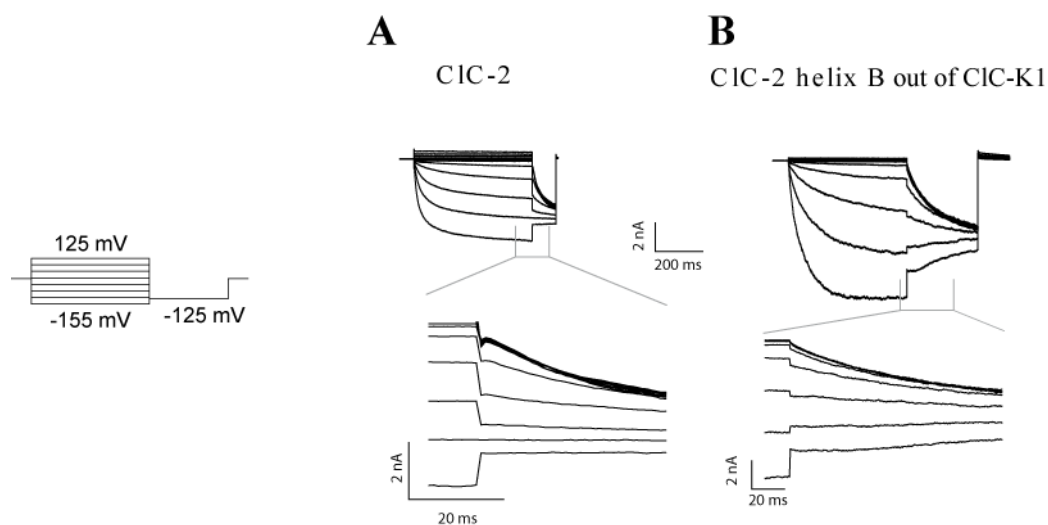 A
B
ClC-2
ClC-2 helix B out of ClC-K1
125 mV
-155 mV
-125 mV
2 nA
200 ms
2 nA
20 ms
2 nA
20 ms